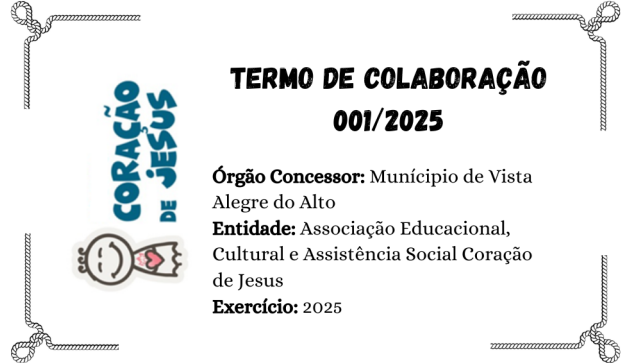 CORAÇÃO
DE JESUS
TERMO DE COLABORAÇÃO
001/2025
Órgão Concessor: Munícipio de Vista
Alegre do Alto
Entidade: Associação Educacional,
Cultural e Assistência Social Coração
de Jesus
Exercício: 2025